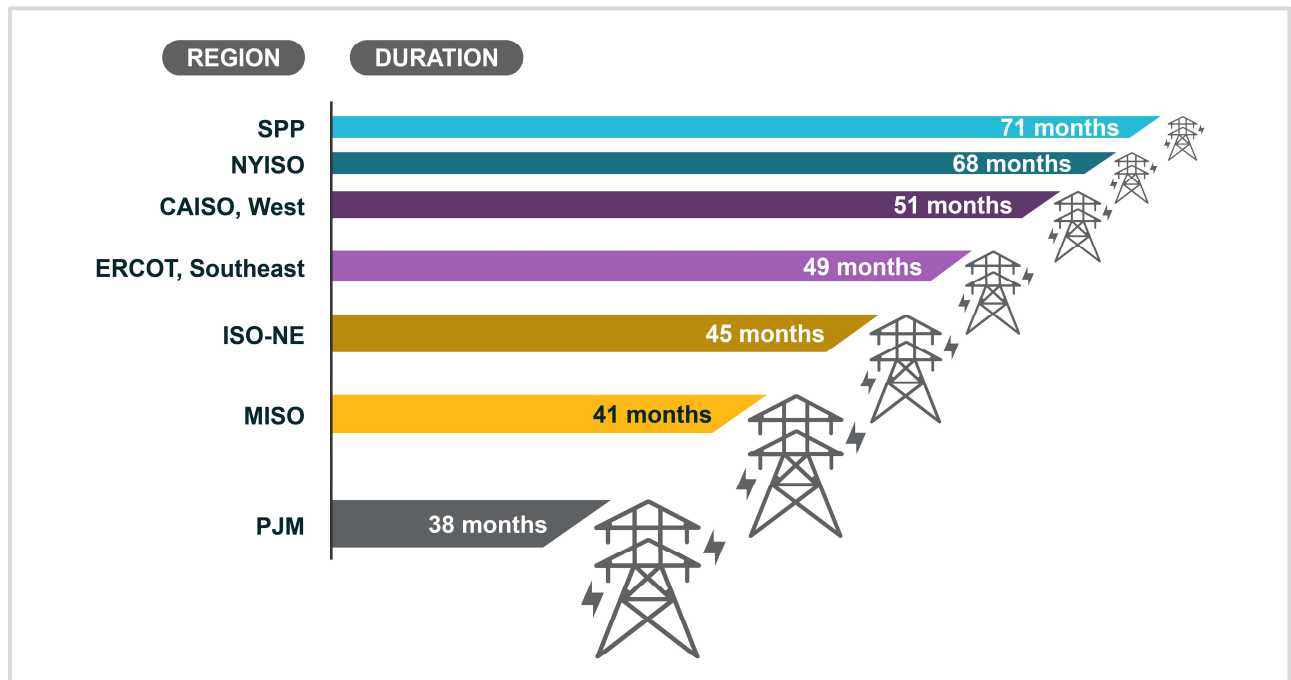 REGION DURATION
SPP 71 months
NYISO 68 months
CAISO, West 51 months
ERCOT, Southeast 49 months
ISO-NE 45 months
MISO 41 months
PJM 38 months